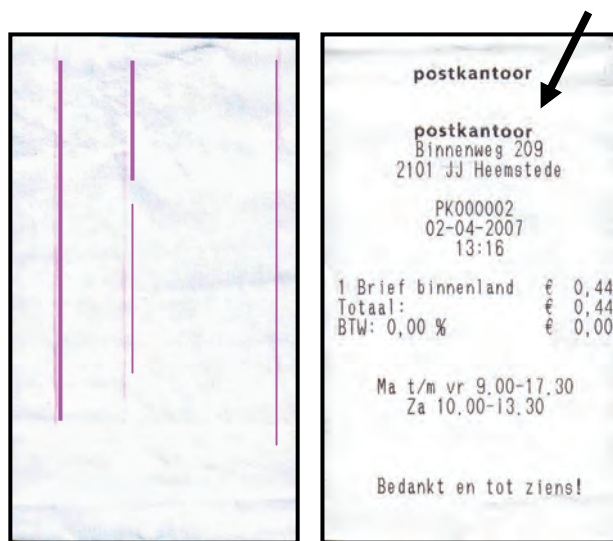 postkantoor
postkantoor
Binnenweg 209
2101 JJ Heemstede
PK000002
02-04-2007
13:16
1 Brief binnenland € 0,44
Totaal: € 0,44
BTW: 0,00 % € 0,00
Ma t/m vr 9.00-17.30
Za 10.00-13.30
Bedankt en tot ziens!